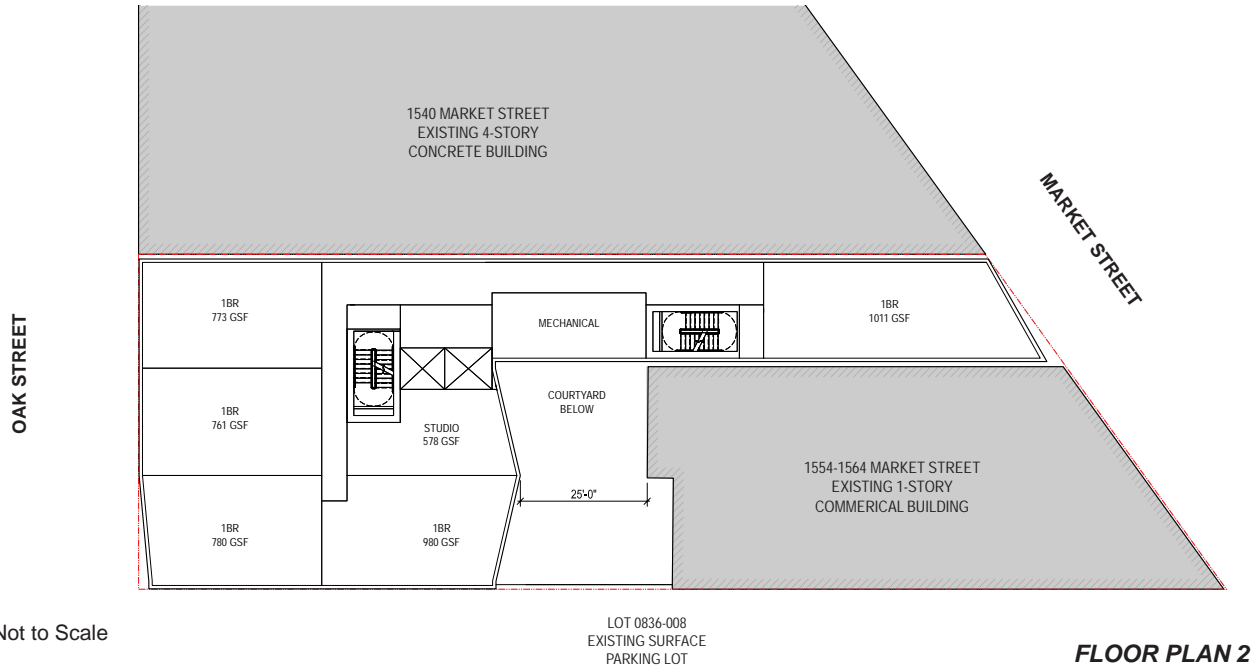 1540 MARKET STREET
EXISTING 4-STORY
CONCRETE BUILDING
MARKET STREET
OAK STREET
1BR
773 GSF
MECHANICAL
1BR
1011 GSF
1BR
761 GSF
STUDIO
578 GSF
COURTYARD
BELOW
1554-1564 MARKET STREET
EXISTING 1-STORY
COMMERICAL BUILDING
25'-0"
1BR
780 GSF
1BR
980 GSF
Not to Scale
LOT 0836-008
EXISTING SURFACE
PARKING LOT
FLOOR PLAN 2